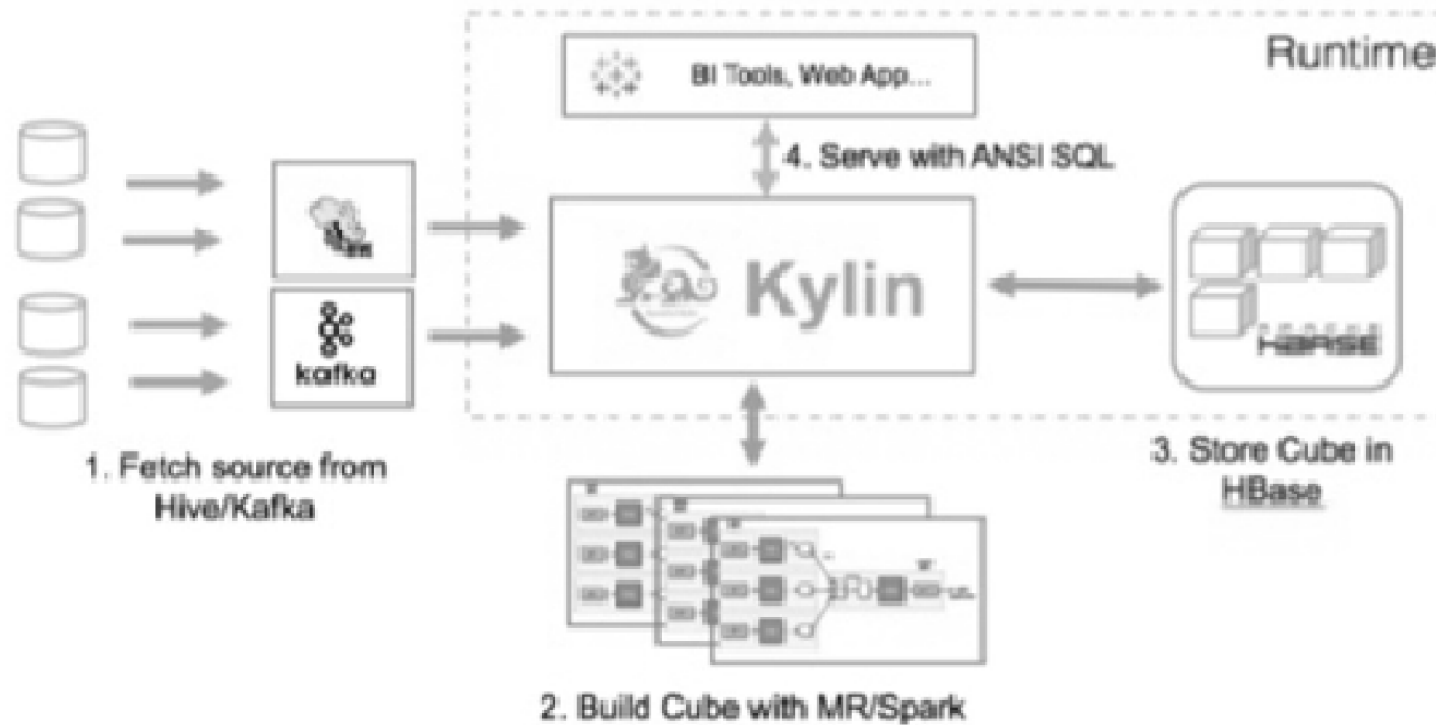 Runtime
BI Tools, Web App...
4. Serve with ANSI SQL
Kylin
kafka
HBASE
1. Fetch source from
Hive/Kafka
3. Store Cube in
HBase
2. Build Cube with MR/Spark